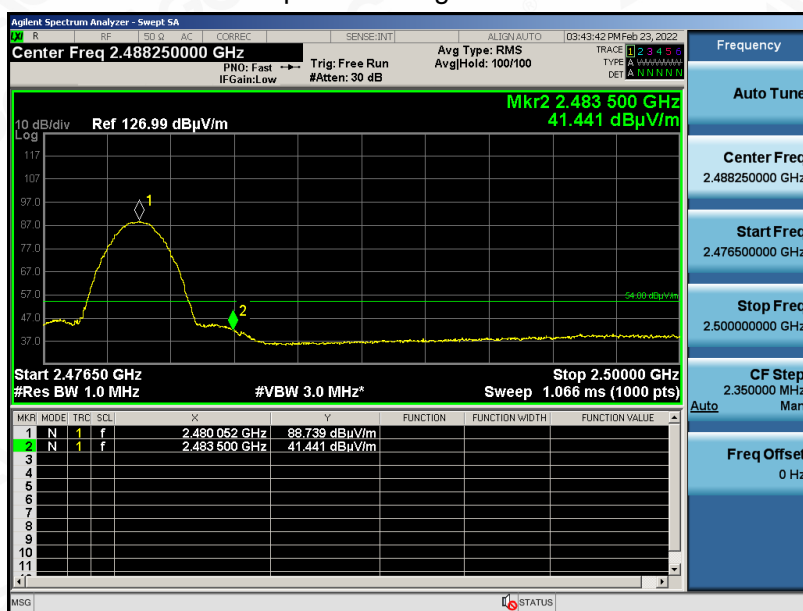 Agilent Spectrum Analyzer - Swept SA
LXI R RF 50 Ω AC CORREC SENSE:INT ALIGN AUTO 03:43:42 PM Feb 23, 2022
Center Freq 2.488250000 GHz
PNO: Fast
IFGain:Low
Trig: Free Run
#Atten: 30 dB
Avg Type: RMS
Avg|Hold: 100/100
TRACE 1 2 3 4 5 6
TYPE A WWWWW
DET A N N N N N
Mkr2 2.483 500 GHz
41.441 dBµV/m
10 dB/div Ref 126.99 dBµV/m
Log
117
107
97.0
87.0
77.0
67.0
57.0
47.0
37.0
1
2
54.00 dBµV/m
Start 2.47650 GHz Stop 2.50000 GHz
#Res BW 1.0 MHz #VBW 3.0 MHz* Sweep 1.066 ms (1000 pts)
MKR MODE TRC SCL X Y FUNCTION FUNCTION WIDTH FUNCTION VALUE
1 N 1 f 2.480 052 GHz 88.739 dBµV/m
2 N 1 f 2.483 500 GHz 41.441 dBµV/m
3
4
5
6
7
8
9
10
11
MSG STATUS
Frequency
Auto Tune
Center Freq
2.488250000 GHz
Start Freq
2.476500000 GHz
Stop Freq
2.500000000 GHz
CF Step
2.350000 MHz
Auto Man
Freq Offset
0 Hz